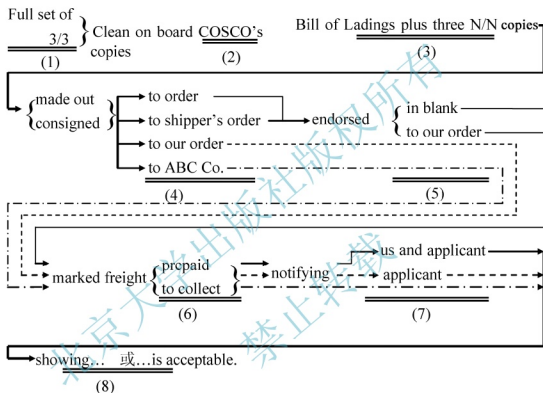 Full set of
3/3 Clean on board COSCO's Bill of Ladings plus three N/N copies
copies
(1) (2) (3)
made out
consigned
to order
to shipper's order
to our order
to ABC Co.
endorsed
in blank
to our order
(4) (5)
marked freight
prepaid
to collect
notifying
us and applicant
applicant
(6) (7)
showing… 或…is acceptable.
(8)
北京大学出版社版权所有
禁止转载